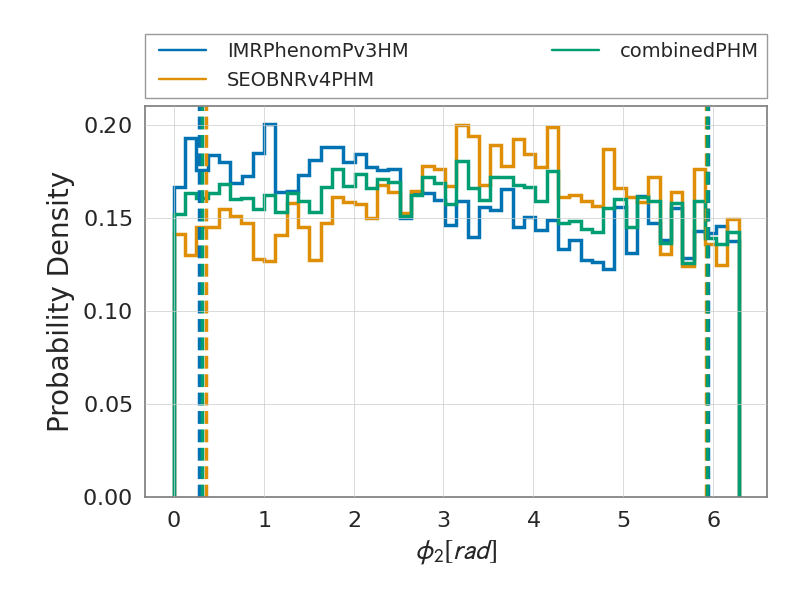 IMRPhenomPv3HM
SEOBNRv4PHM
combinedPHM
Probability Density
0.20
0.15
0.10
0.05
0.00
0 1 2 3 4 5 6
ϕ₂[rad]